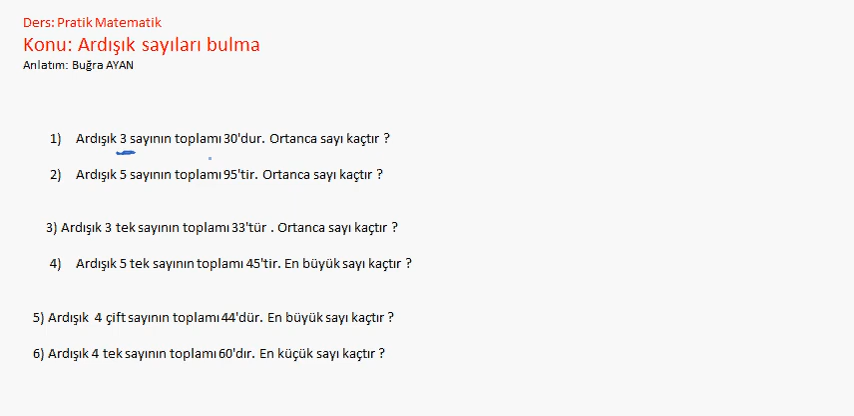 Ders: Pratik Matematik
Konu: Ardışık sayıları bulma
Anlatım: Buğra AYAN
1) Ardışık 3 sayının toplamı 30'dur. Ortanca sayı kaçtır ?
2) Ardışık 5 sayının toplamı 95'tir. Ortanca sayı kaçtır ?
3) Ardışık 3 tek sayının toplamı 33'tür . Ortanca sayı kaçtır ?
4) Ardışık 5 tek sayının toplamı 45'tir. En büyük sayı kaçtır ?
5) Ardışık 4 çift sayının toplamı 44'dür. En büyük sayı kaçtır ?
6) Ardışık 4 tek sayının toplamı 60'dır. En küçük sayı kaçtır ?